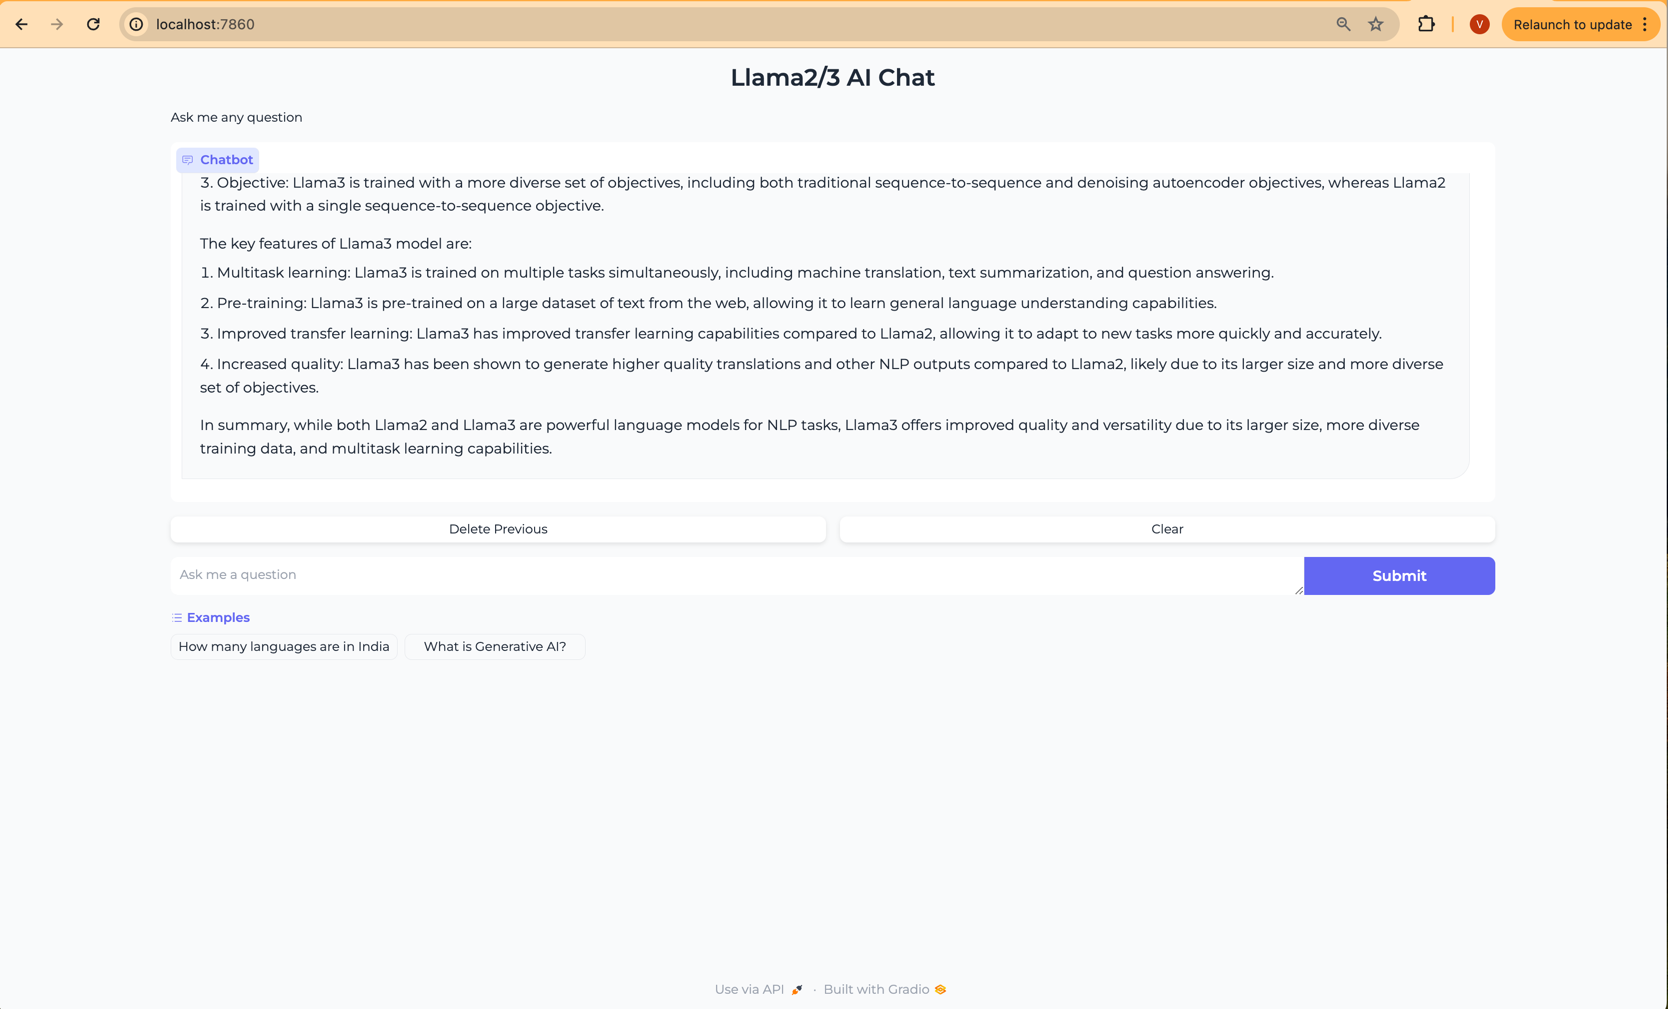 localhost:7860
V
Relaunch to update
Llama2/3 AI Chat
Ask me any question
Chatbot
3. Objective: Llama3 is trained with a more diverse set of objectives, including both traditional sequence-to-sequence and denoising autoencoder objectives, whereas Llama2
is trained with a single sequence-to-sequence objective.
The key features of Llama3 model are:
1. Multitask learning: Llama3 is trained on multiple tasks simultaneously, including machine translation, text summarization, and question answering.
2. Pre-training: Llama3 is pre-trained on a large dataset of text from the web, allowing it to learn general language understanding capabilities.
3. Improved transfer learning: Llama3 has improved transfer learning capabilities compared to Llama2, allowing it to adapt to new tasks more quickly and accurately.
4. Increased quality: Llama3 has been shown to generate higher quality translations and other NLP outputs compared to Llama2, likely due to its larger size and more diverse
set of objectives.
In summary, while both Llama2 and Llama3 are powerful language models for NLP tasks, Llama3 offers improved quality and versatility due to its larger size, more diverse
training data, and multitask learning capabilities.
Delete Previous
Clear
Ask me a question
Submit
Examples
How many languages are in India
What is Generative AI?
Use via API · Built with Gradio